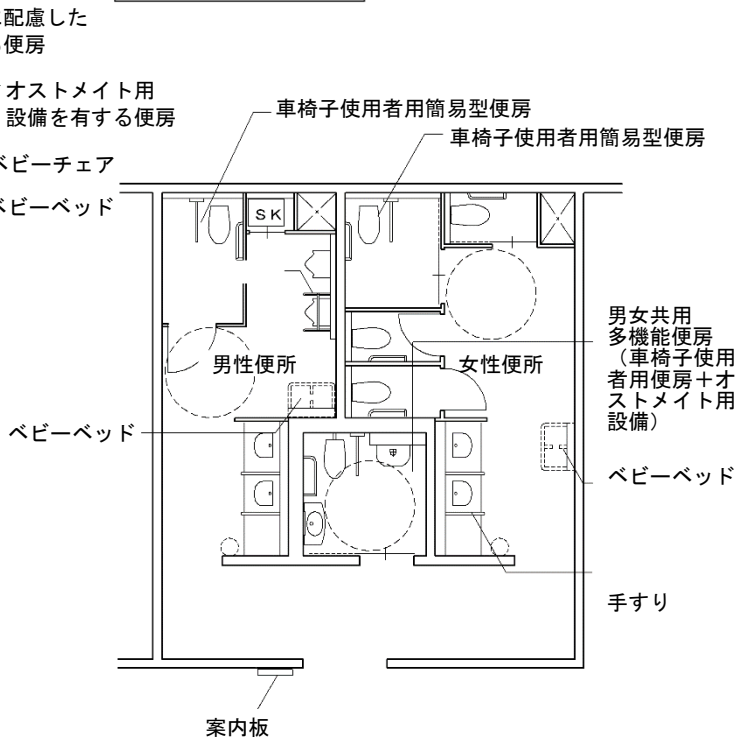 に配慮した
る便房
オストメイト用
設備を有する便房
ベビーチェア
ベビーベッド
車椅子使用者用簡易型便房
車椅子使用者用簡易型便房
SK
男性便所
女性便所
男女共用
多機能便房
（車椅子使用
者用便房＋オ
ストメイト用
設備）
ベビーベッド
ベビーベッド
手すり
案内板